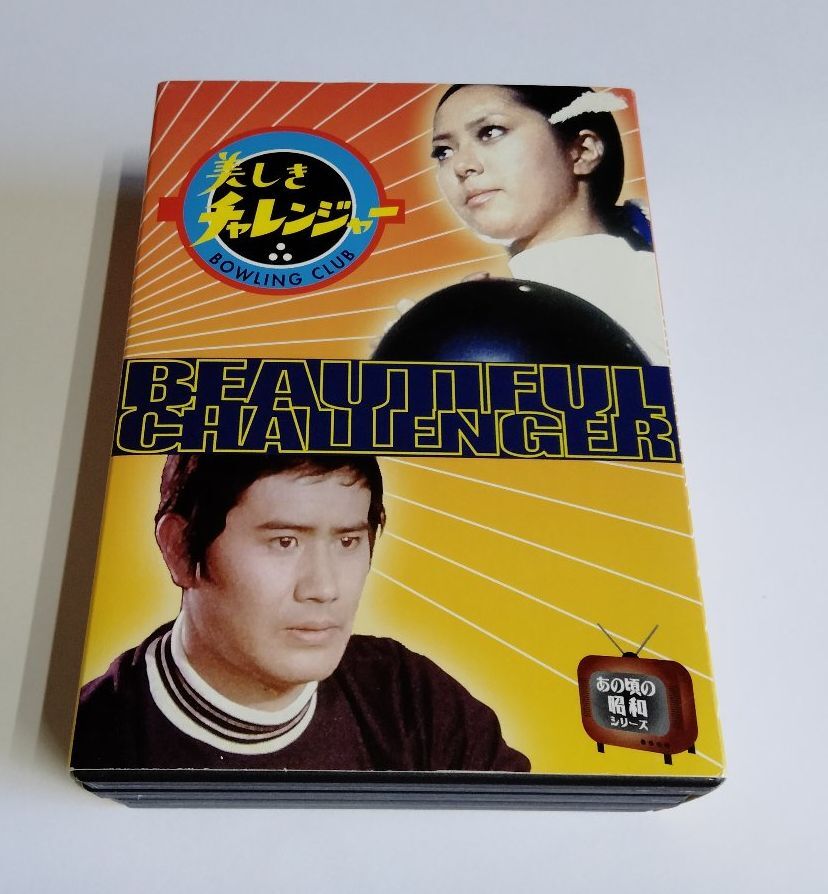 美しき
チャレンジャー
BOWLING CLUB
BEAUTIFUL
CHALLENGER
あの頃の
昭和
シリーズ